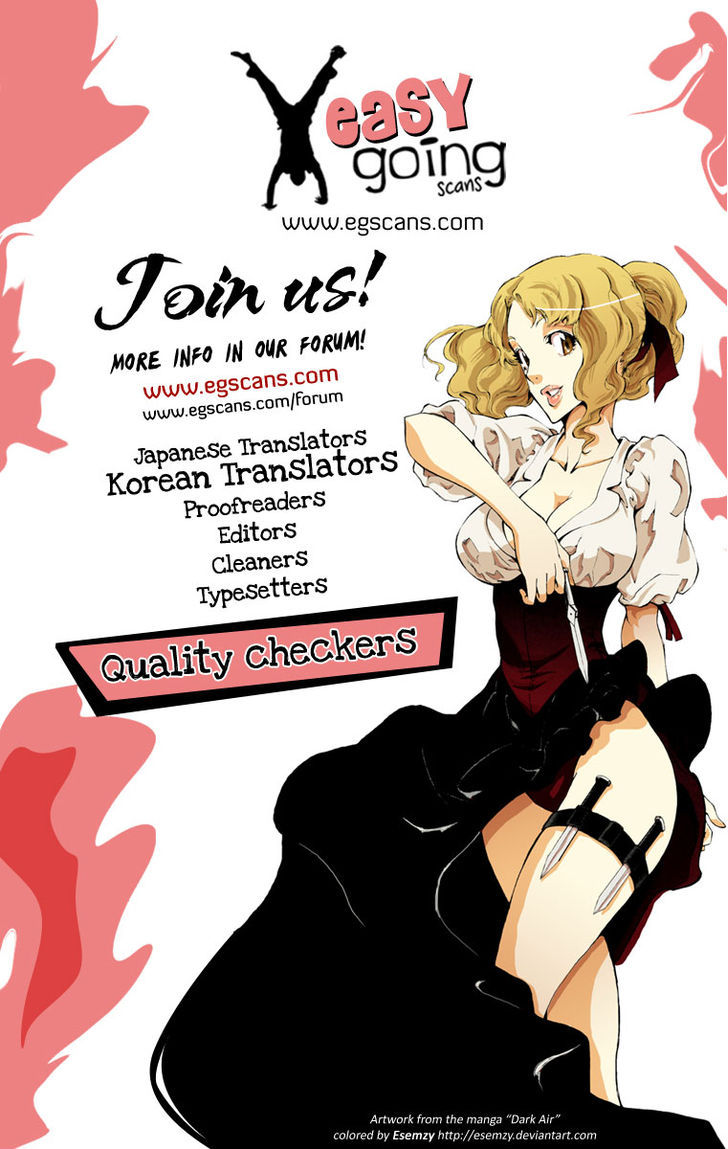 easy
going
scans
www.egscans.com
Join us!
MORE INFO IN OUR FORUM!
www.egscans.com
www.egscans.com/forum
Japanese Translators
Korean Translators
Proofreaders
Editors
Cleaners
Typesetters
Quality checkers
Artwork from the manga "Dark Air"
colored by Esemzy http://esemzy.deviantart.com